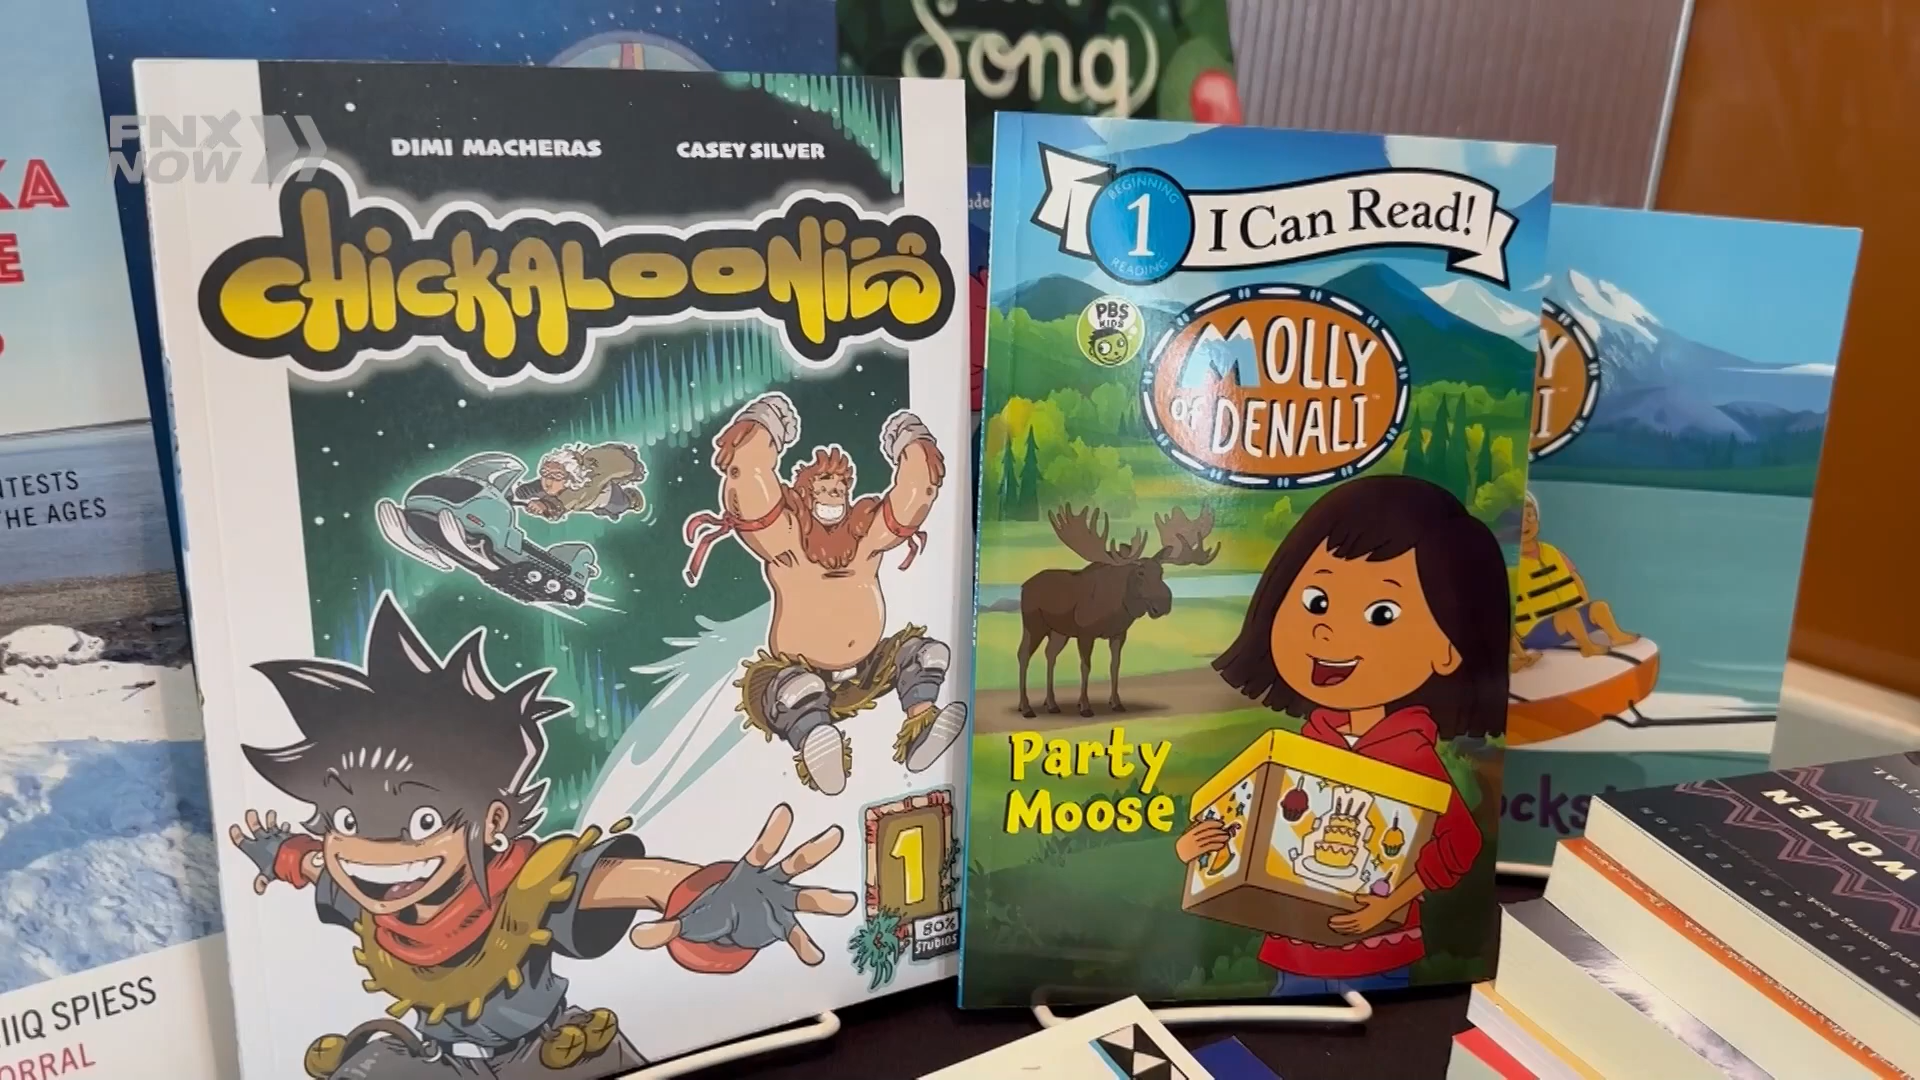 FNX
NOW
DIMI MACHERAS
CASEY SILVER
CHICKALOONIES
1
80%
STUDIOS
Song
BEGINNING
1
READING
I Can Read!
PBS
KIDS
MOLLY
OF DENALI
Party
Moose
KA
E
NTESTS
THE AGES
IIQ SPIESS
ORRAL
Y
I
ocks
WOMEN